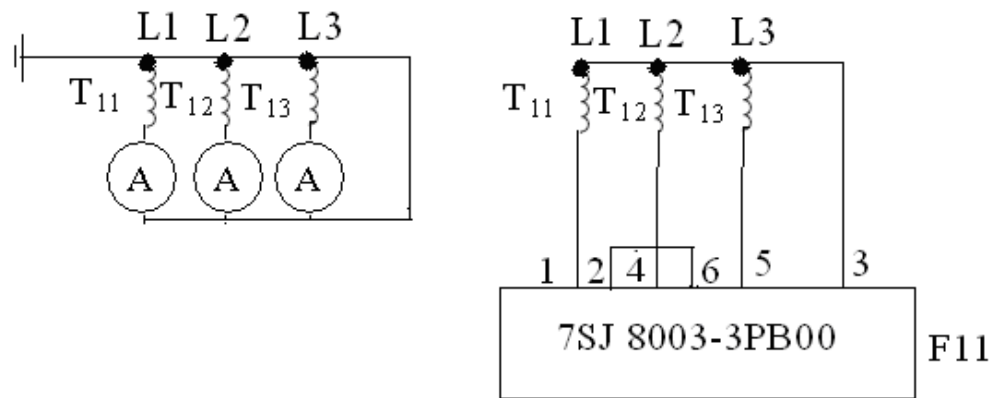 L1 L2 L3
T11 T12 T13
A A A
L1 L2 L3
T11 T12 T13
1 2 4 6 5 3
7SJ 8003-3PB00
F11